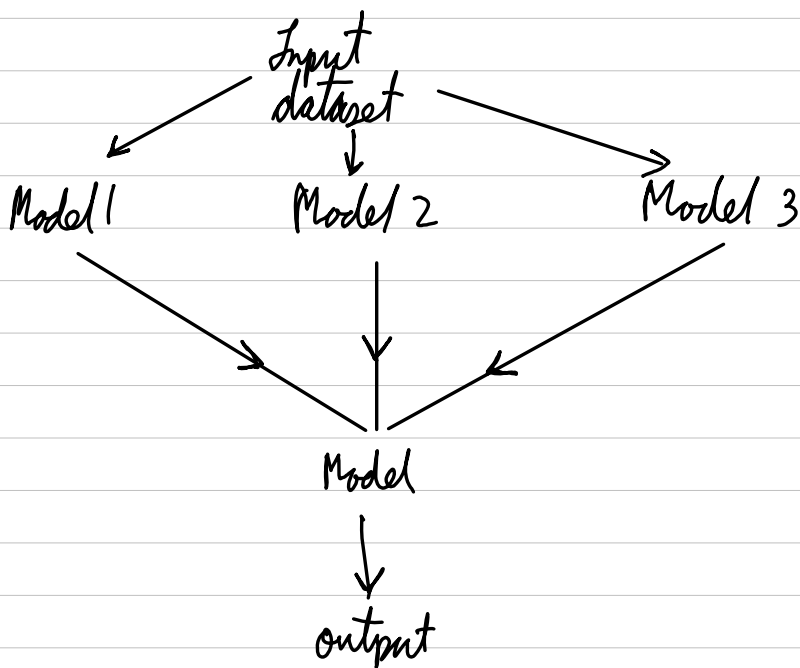 Input
dataset
Model 1
Model 2
Model 3
Model
output